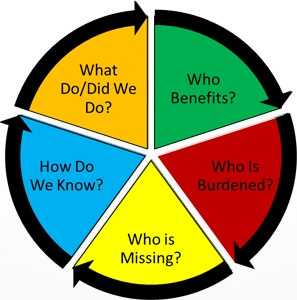 What
Do/Did We
Do?
Who
Benefits?
Who Is
Burdened?
Who is
Missing?
How Do
We Know?